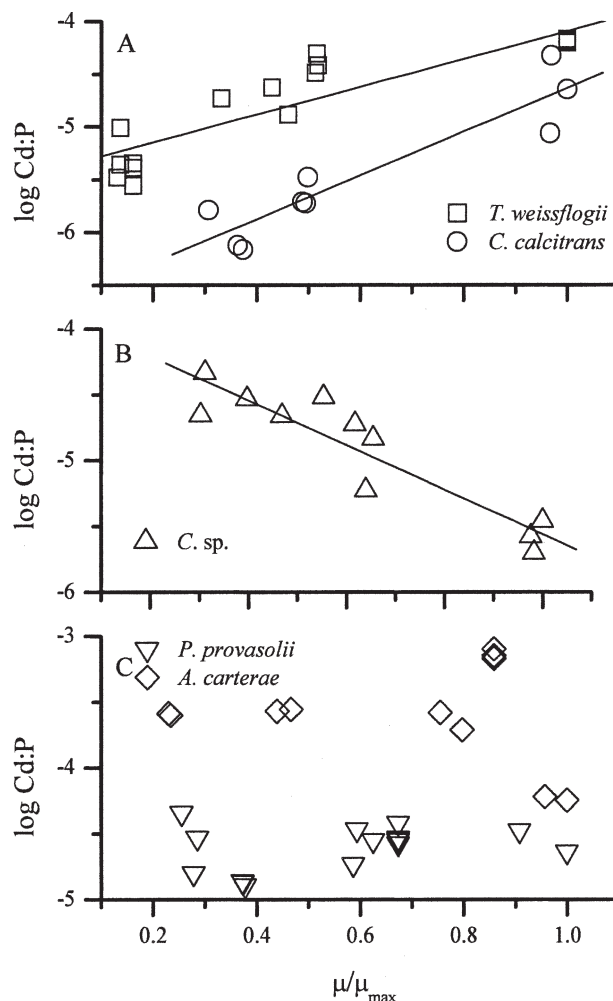 -4
A
-5
log Cd:P
-6
T. weissflogii
C. calcitrans
-4
B
-5
log Cd:P
C. sp.
-6
-3
P. provasolii
C
A. carterae
-4
log Cd:P
-5
0.2 0.4 0.6 0.8 1.0
μ/μmax